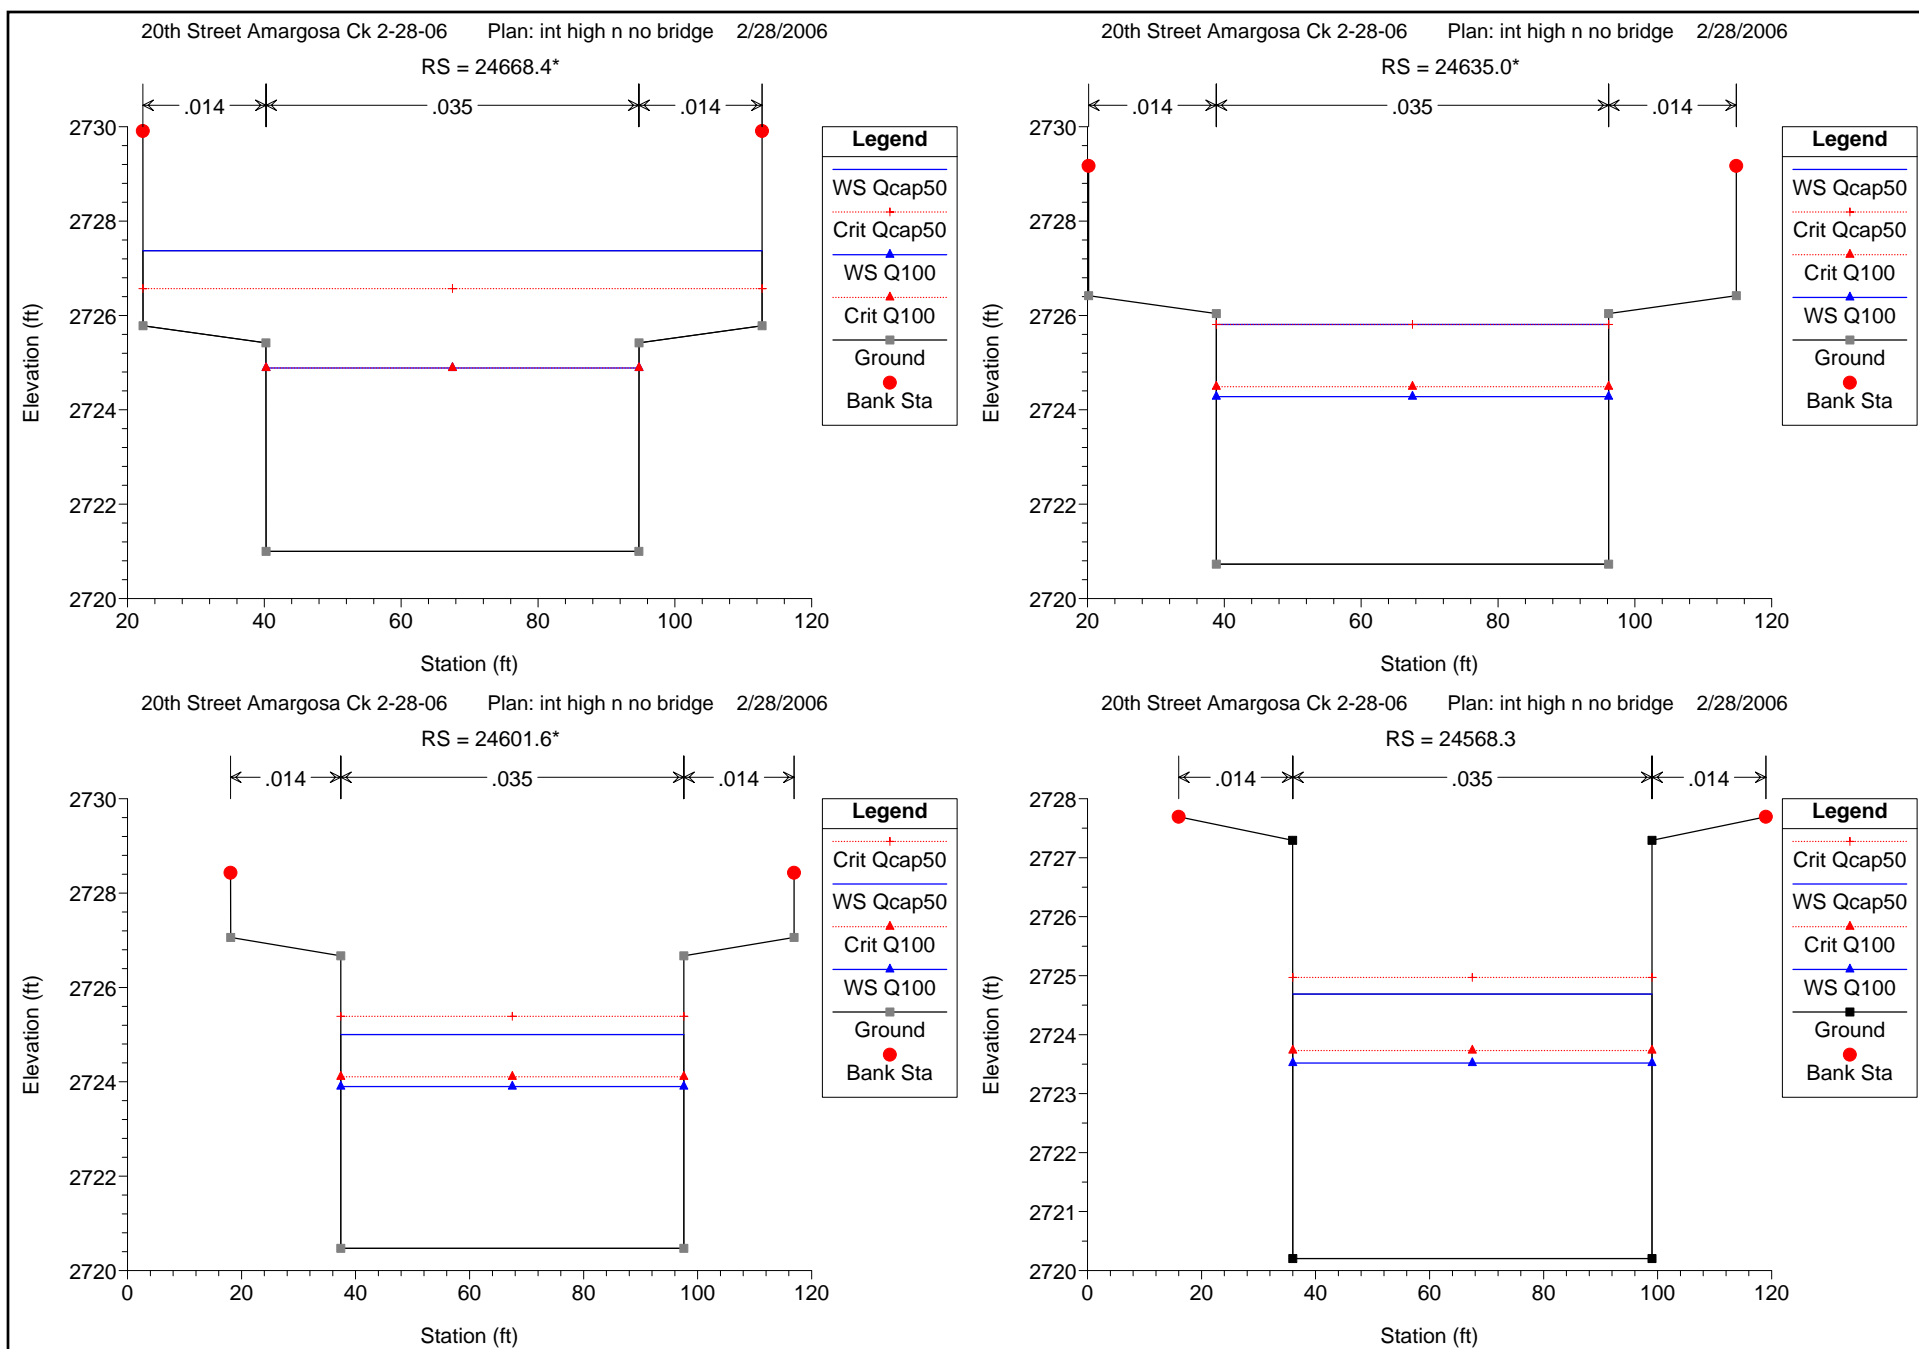 20th Street Amargosa Ck 2-28-06 Plan: int high n no bridge 2/28/2006
RS = 24668.4*
.014 .035 .014
2730
2728
2726
2724
2722
2720
Elevation (ft)
20 40 60 80 100 120
Station (ft)
Legend
WS Qcap50
Crit Qcap50
WS Q100
Crit Q100
Ground
Bank Sta
20th Street Amargosa Ck 2-28-06 Plan: int high n no bridge 2/28/2006
RS = 24635.0*
.014 .035 .014
2730
2728
2726
2724
2722
2720
Elevation (ft)
20 40 60 80 100 120
Station (ft)
Legend
WS Qcap50
Crit Qcap50
Crit Q100
WS Q100
Ground
Bank Sta
20th Street Amargosa Ck 2-28-06 Plan: int high n no bridge 2/28/2006
RS = 24601.6*
.014 .035 .014
2730
2728
2726
2724
2722
2720
Elevation (ft)
0 20 40 60 80 100 120
Station (ft)
Legend
Crit Qcap50
WS Qcap50
Crit Q100
WS Q100
Ground
Bank Sta
20th Street Amargosa Ck 2-28-06 Plan: int high n no bridge 2/28/2006
RS = 24568.3
.014 .035 .014
2728
2727
2726
2725
2724
2723
2722
2721
2720
Elevation (ft)
0 20 40 60 80 100 120
Station (ft)
Legend
Crit Qcap50
WS Qcap50
Crit Q100
WS Q100
Ground
Bank Sta